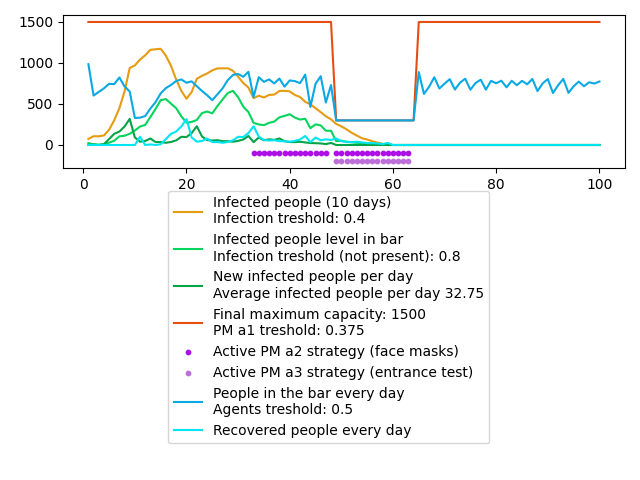 1500
1000
500
0
0
20
40
60
80
100
Infected people (10 days)
Infection treshold: 0.4
Infected people level in bar
Infection treshold (not present): 0.8
New infected people per day
Average infected people per day 32.75
Final maximum capacity: 1500
PM a1 treshold: 0.375
Active PM a2 strategy (face masks)
Active PM a3 strategy (entrance test)
People in the bar every day
Agents treshold: 0.5
Recovered people every day